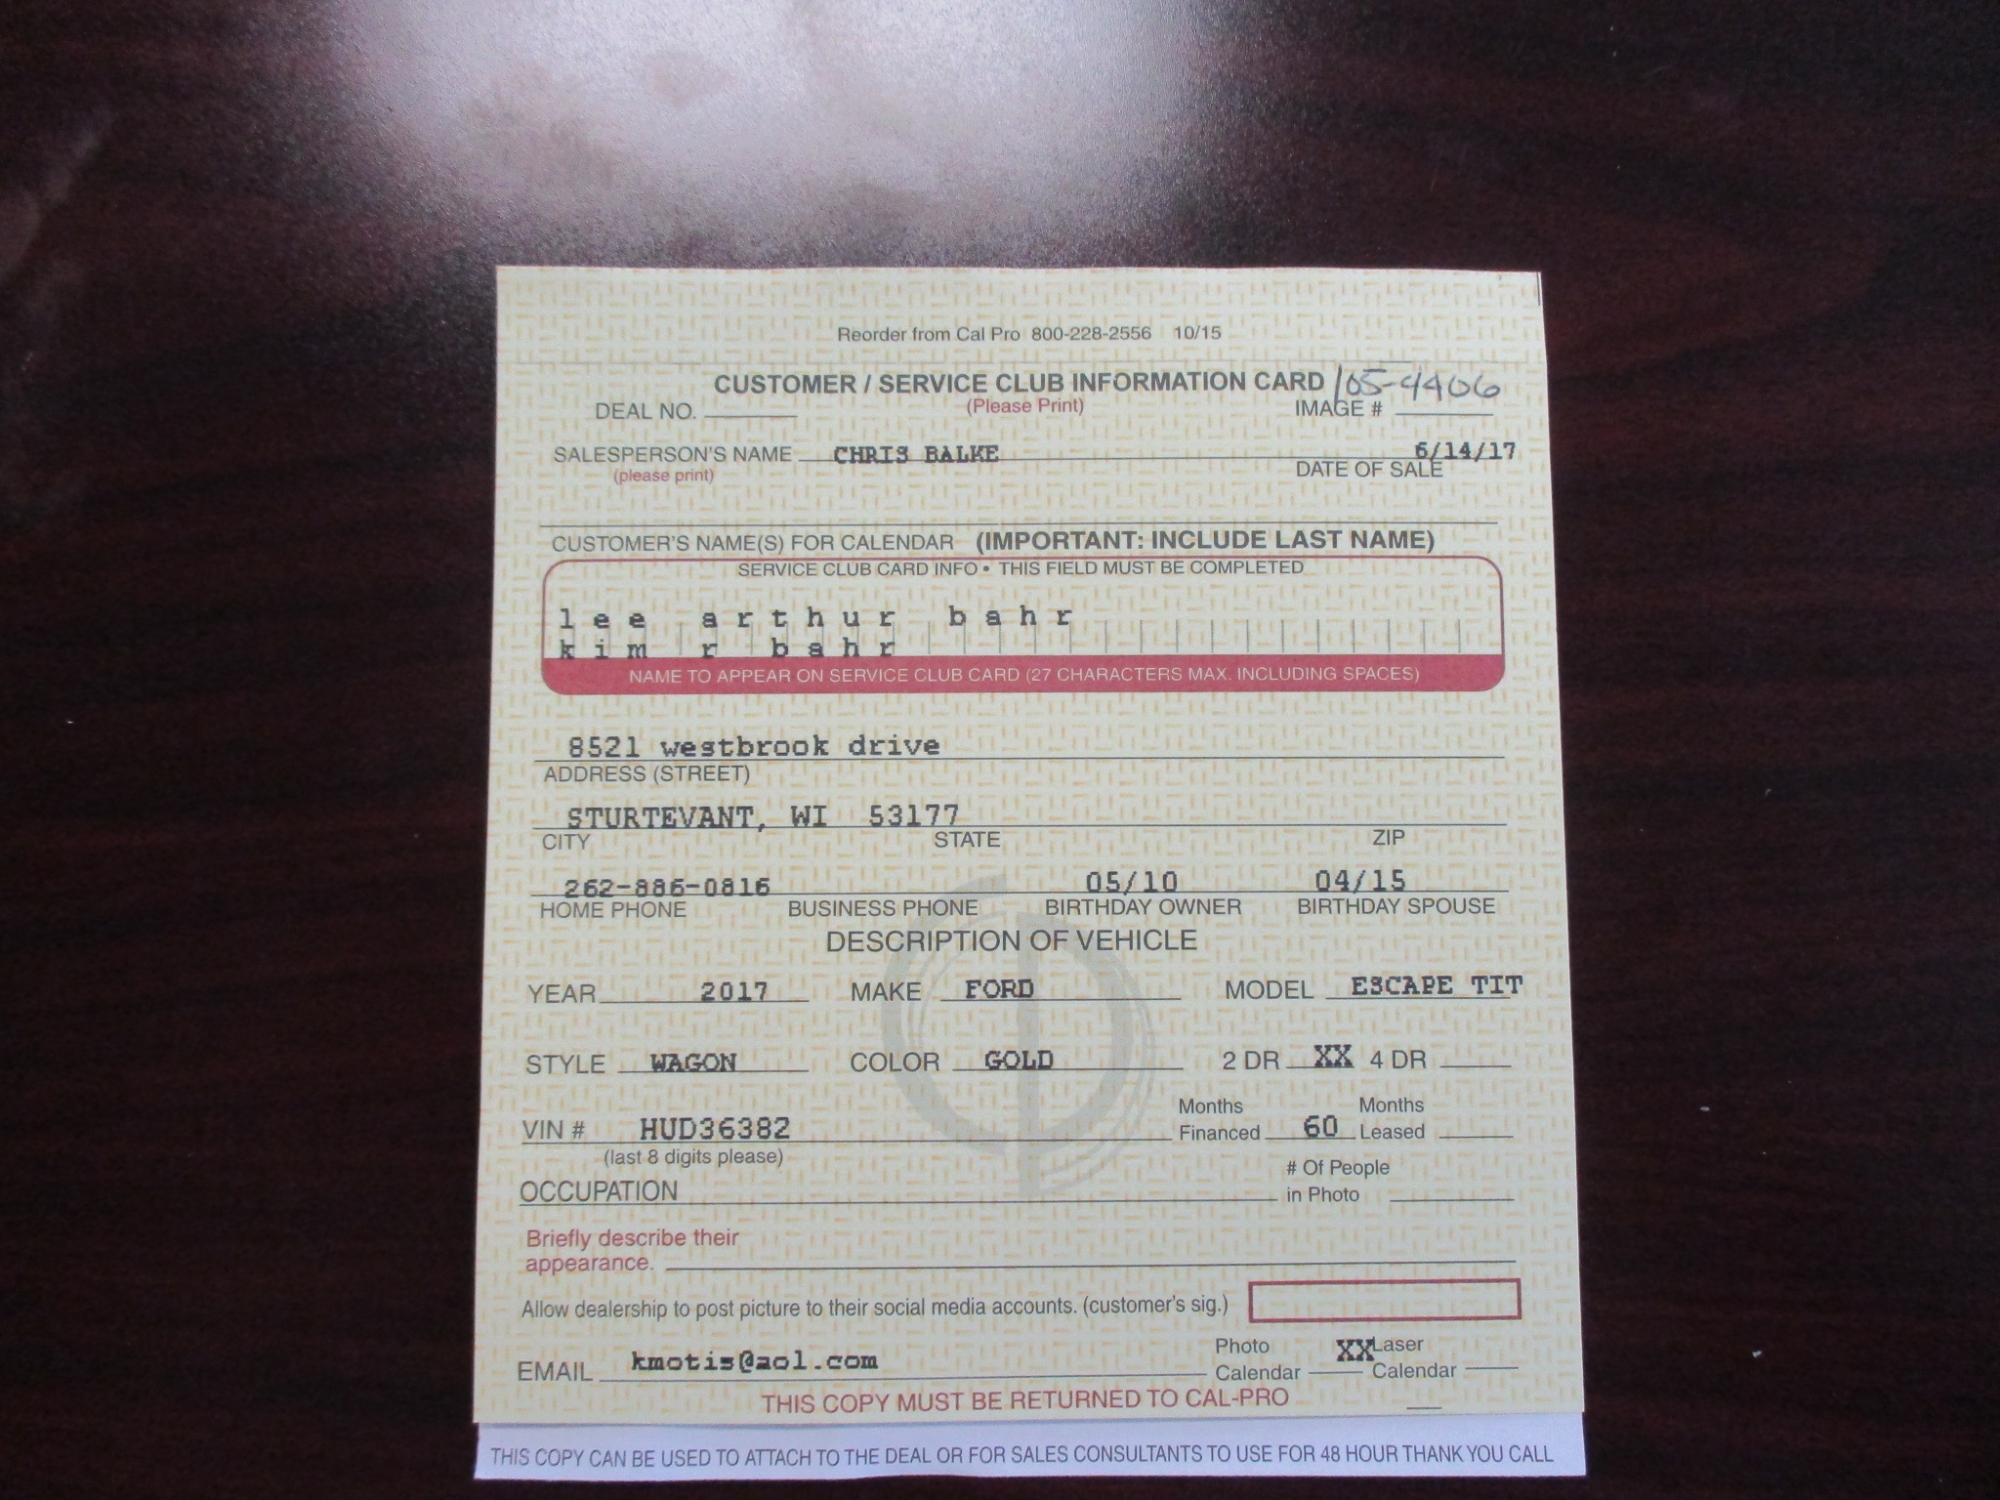 Reorder from Cal Pro 800-228-2556 10/15
CUSTOMER / SERVICE CLUB INFORMATION CARD 105-4406
DEAL NO. (Please Print) IMAGE #
SALESPERSON'S NAME CHRIS BALKE 6/14/17
(please print) DATE OF SALE
CUSTOMER'S NAME(S) FOR CALENDAR (IMPORTANT: INCLUDE LAST NAME)
SERVICE CLUB CARD INFO • THIS FIELD MUST BE COMPLETED
lee arthur bahr
kim r bahr
NAME TO APPEAR ON SERVICE CLUB CARD (27 CHARACTERS MAX. INCLUDING SPACES)
8521 westbrook drive
ADDRESS (STREET)
STURTEVANT, WI 53177
CITY STATE ZIP
262-886-0816 05/10 04/15
HOME PHONE BUSINESS PHONE BIRTHDAY OWNER BIRTHDAY SPOUSE
DESCRIPTION OF VEHICLE
YEAR 2017 MAKE FORD MODEL ESCAPE TIT
STYLE WAGON COLOR GOLD 2 DR XX 4 DR
VIN # HUD36382 Months Financed 60 Months Leased
(last 8 digits please)
OCCUPATION # Of People in Photo
Briefly describe their
appearance.
Allow dealership to post picture to their social media accounts. (customer's sig.)
EMAIL kmotis@aol.com Photo Calendar XX Laser Calendar
THIS COPY MUST BE RETURNED TO CAL-PRO
THIS COPY CAN BE USED TO ATTACH TO THE DEAL OR FOR SALES CONSULTANTS TO USE FOR 48 HOUR THANK YOU CALL